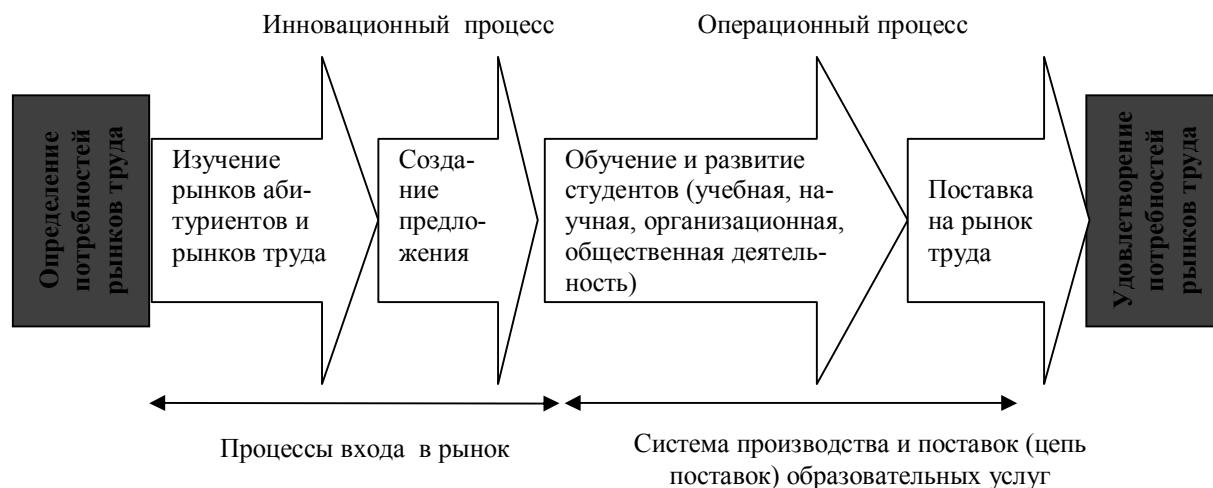 Инновационный процесс
Операционный процесс
Определение
потребностей
рынков труда
Изучение
рынков аби-
туриентов и
рынков труда
Созда-
ние
предло-
жения
Обучение и развитие
студентов (учебная, на-
учная, организационная,
общественная деятель-
ность)
Поставка
на рынок
труда
Удовлетворение
потребностей
рынков труда
Процессы входа в рынок
Система производства и поставок (цепь
поставок) образовательных услуг